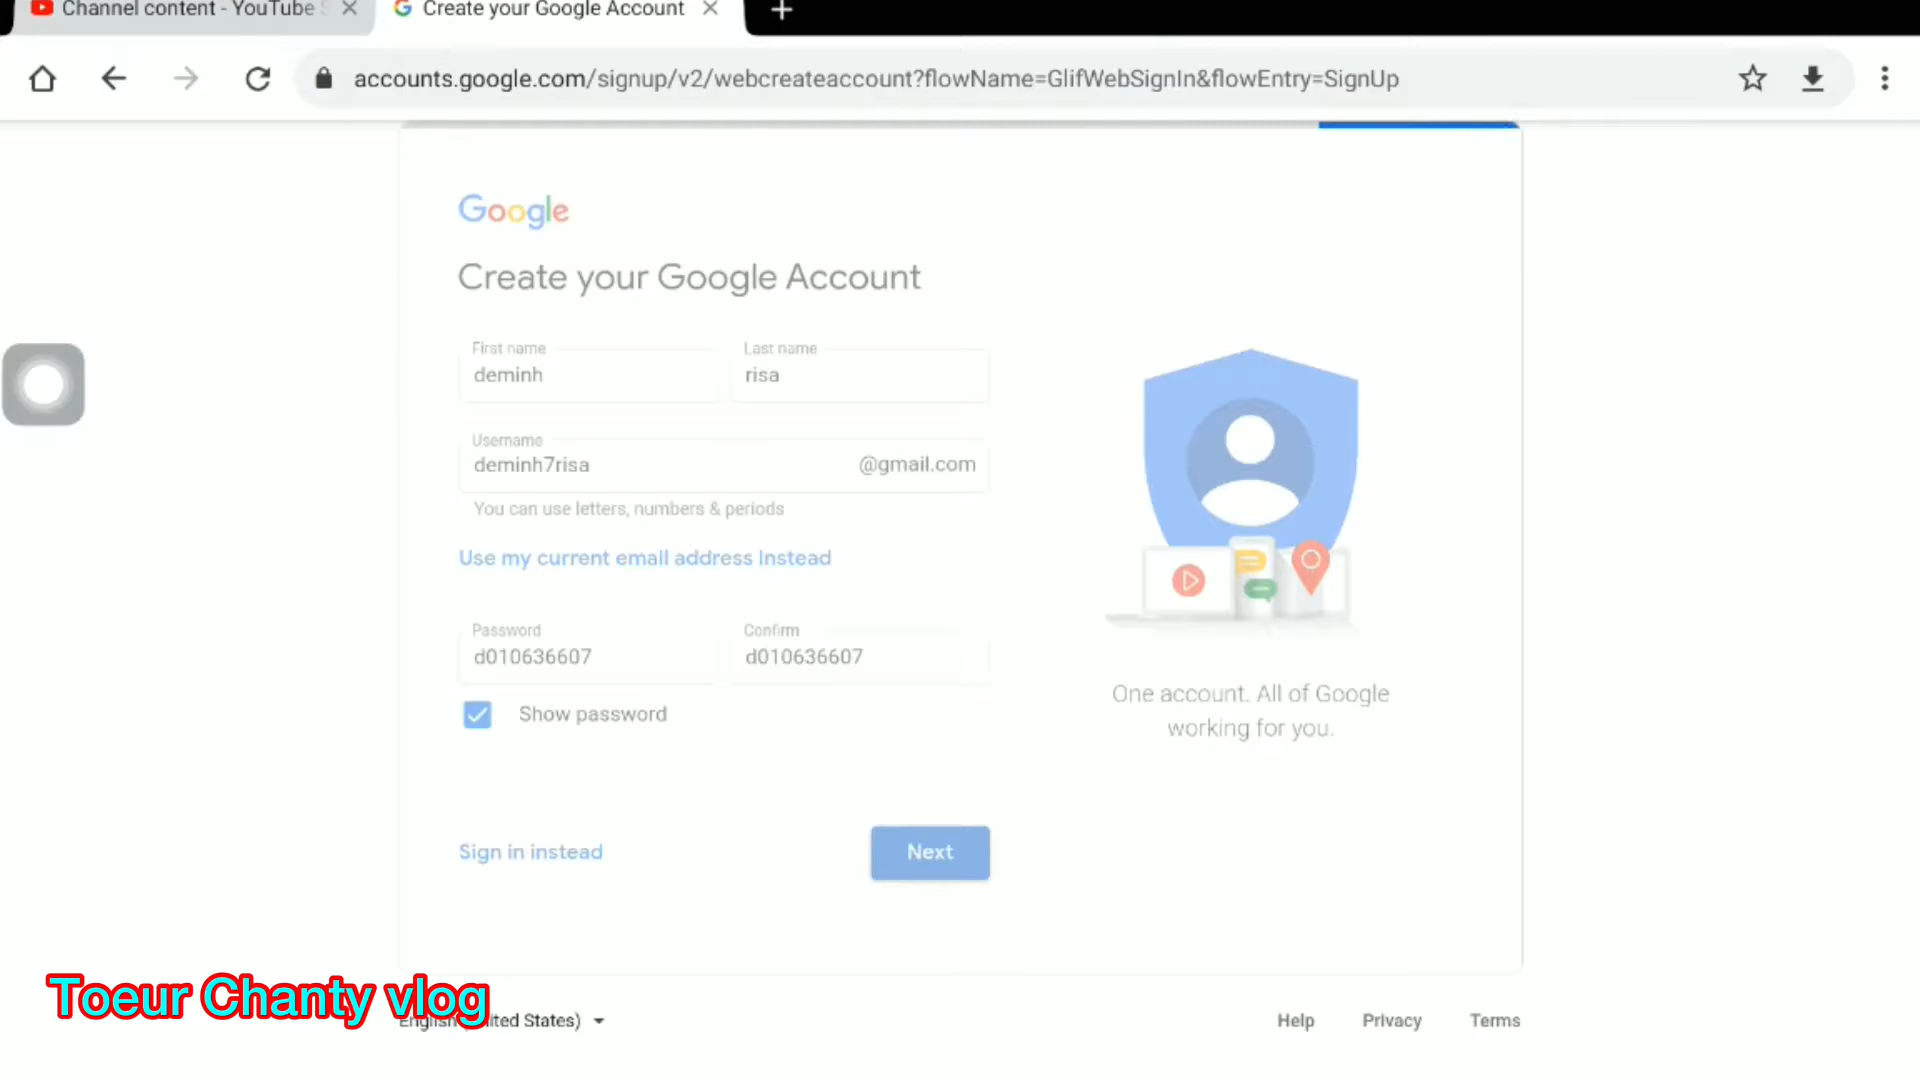 Channel content - YouTube S
Create your Google Account
accounts.google.com/signup/v2/webcreateaccount?flowName=GlifWebSignIn&flowEntry=SignUp
Google
Create your Google Account
First name
Last name
deminh
risa
Username
deminh7risa
@gmail.com
You can use letters, numbers & periods
Use my current email address instead
Password
Confirm
d010636607
d010636607
Show password
One account. All of Google
working for you.
Sign in instead
Next
Toeur Chanty vlog
English (United States)
Help
Privacy
Terms